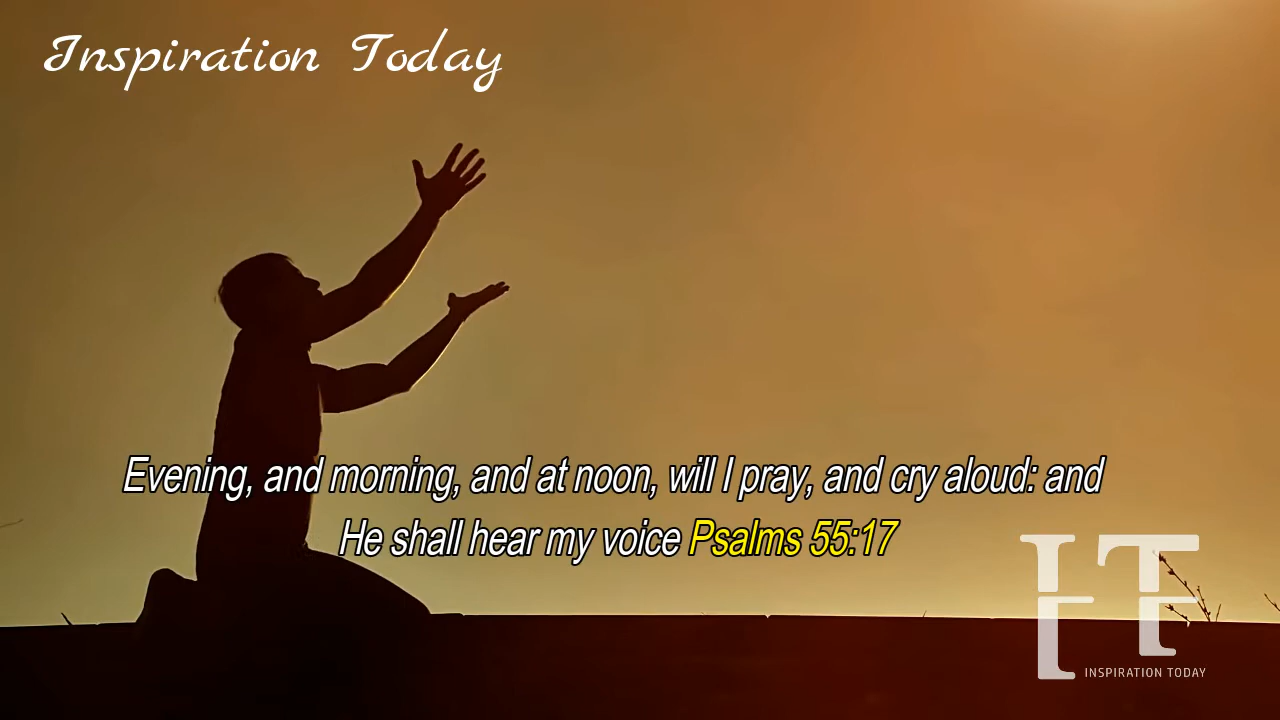 Inspiration Today
Evening, and morning, and at noon, will I pray, and cry aloud: and
He shall hear my voice Psalms 55:17
IT
INSPIRATION TODAY